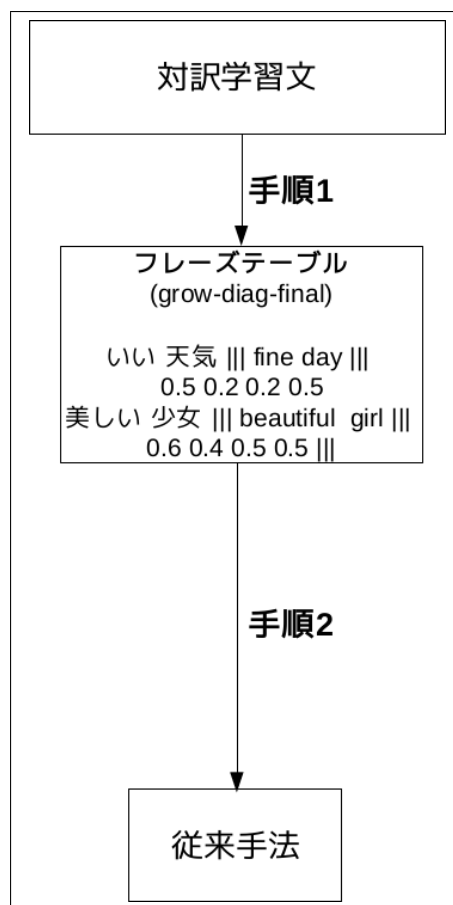 対訳学習文
手順1
フレーズテーブル
(grow-diag-final)
いい 天気 ||| fine day |||
0.5 0.2 0.2 0.5
美しい 少女 ||| beautiful girl |||
0.6 0.4 0.5 0.5 |||
手順2
従来手法